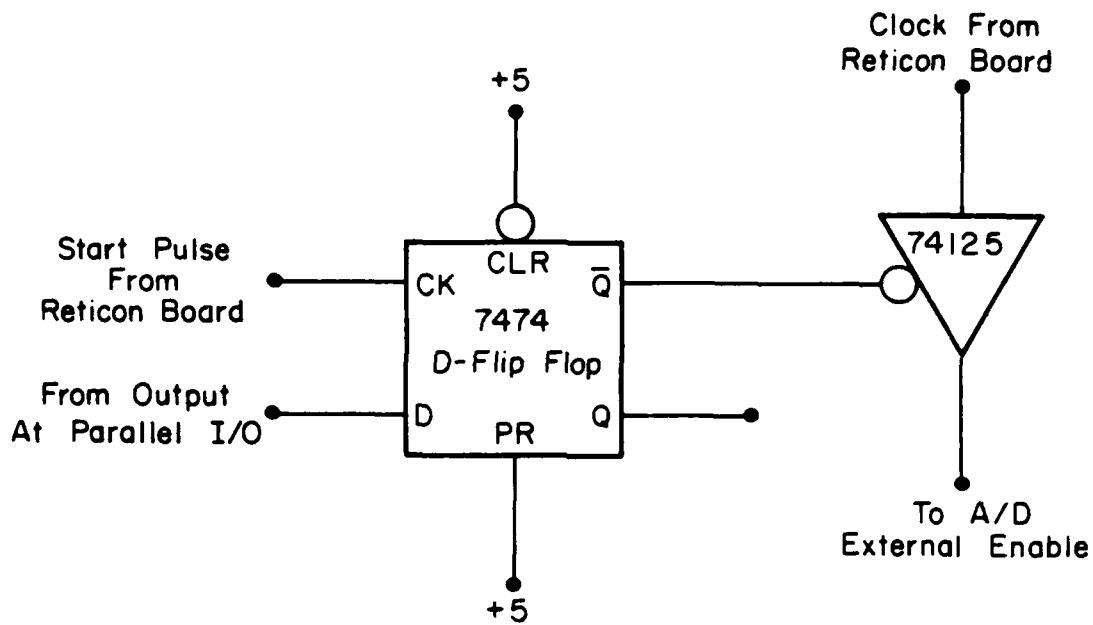 Clock From
Reticon Board
+5
74125
Start Pulse
From
Reticon Board
CLR
CK
Q̅
7474
D-Flip Flop
From Output
At Parallel I/O
D
Q
PR
To A/D
External Enable
+5